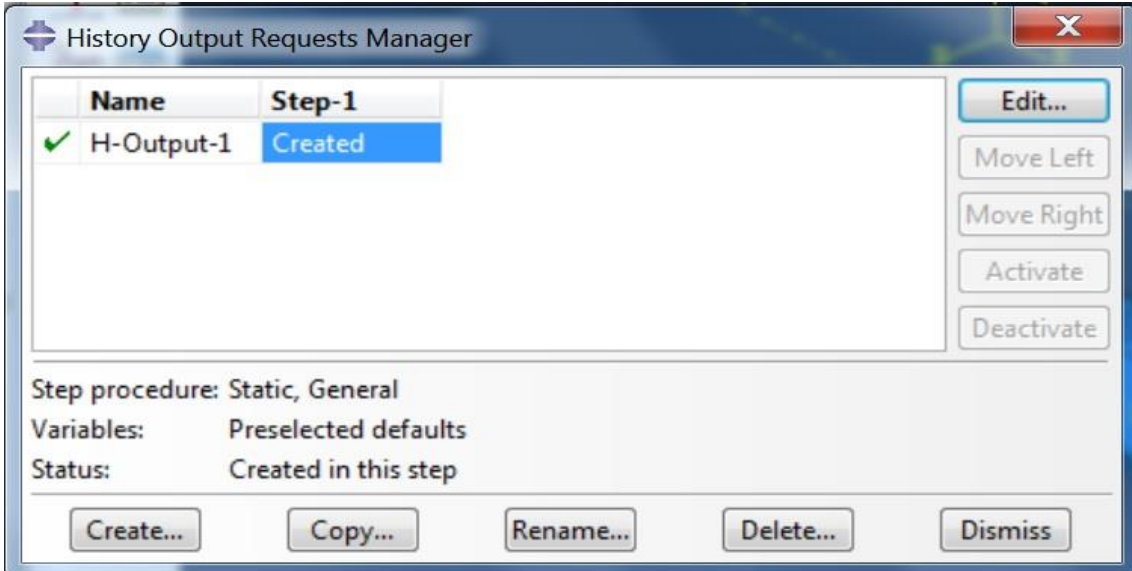 History Output Requests Manager
Name Step-1
H-Output-1 Created
Edit...
Move Left
Move Right
Activate
Deactivate
Step procedure: Static, General
Variables: Preselected defaults
Status: Created in this step
Create... Copy... Rename... Delete... Dismiss